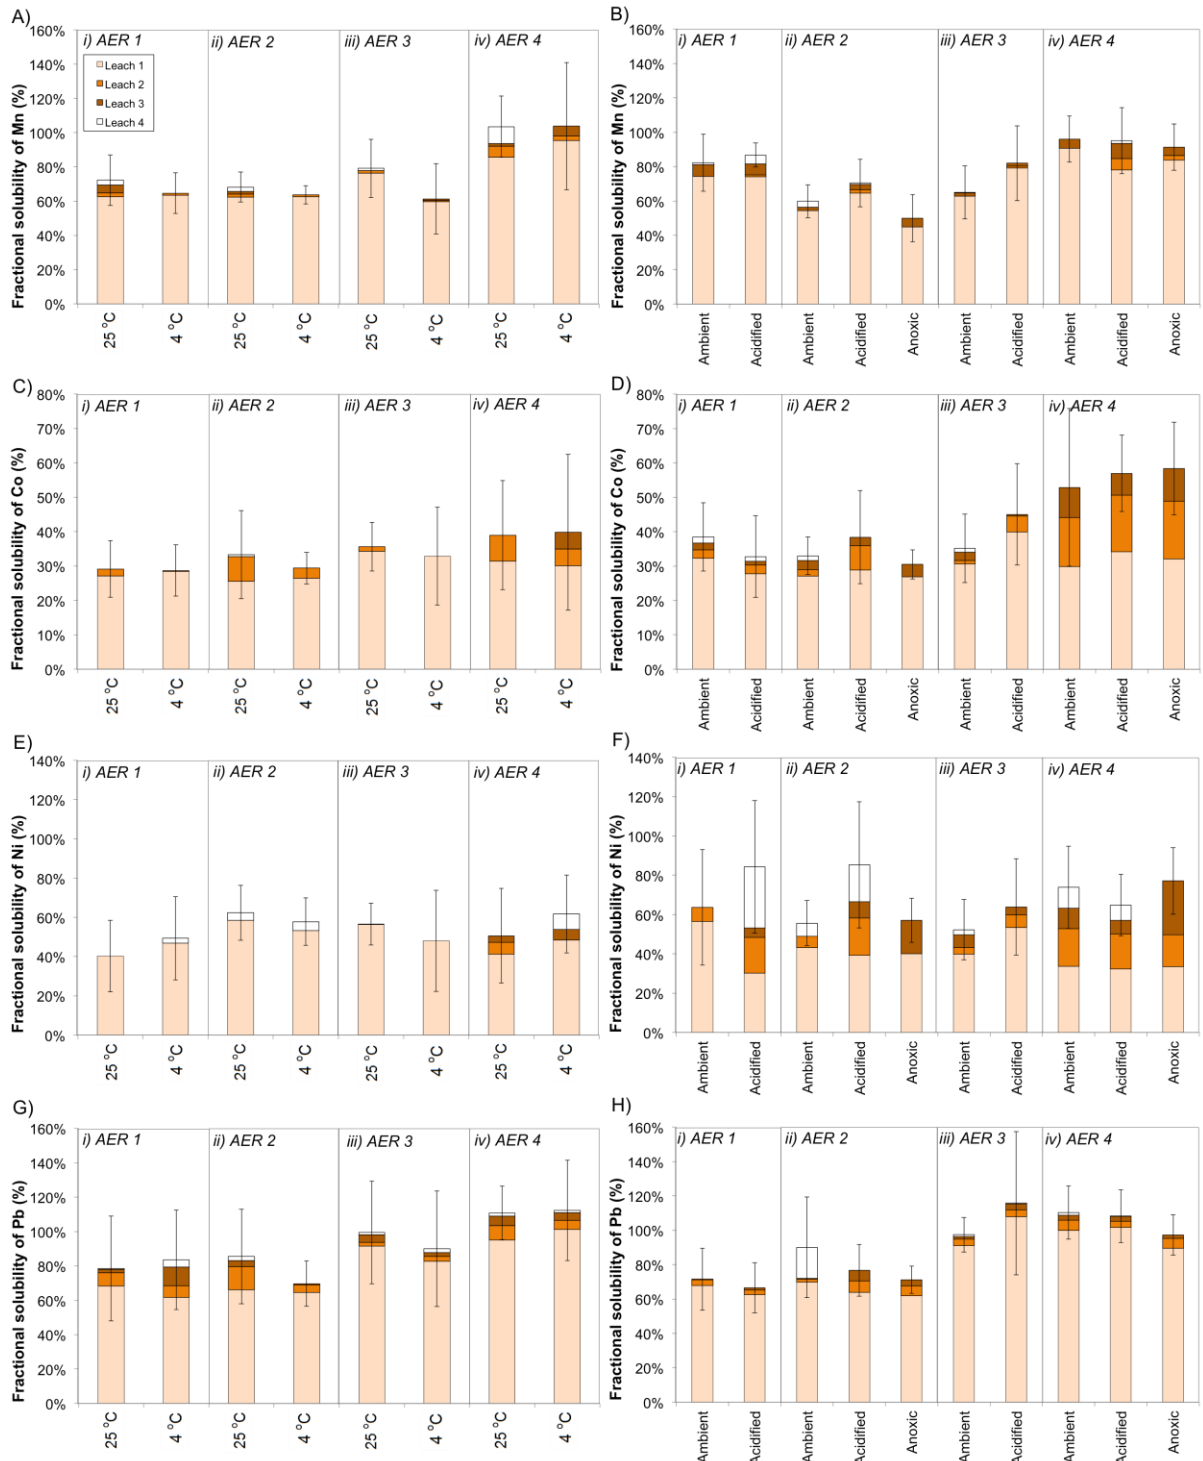 A)
Fractional solubility of Mn (%)
160%
140%
120%
100%
80%
60%
40%
20%
0%
i) AER 1
ii) AER 2
iii) AER 3
iv) AER 4
Leach 1
Leach 2
Leach 3
Leach 4
25 °C
4 °C
25 °C
4 °C
25 °C
4 °C
25 °C
4 °C
B)
Fractional solubility of Mn (%)
160%
140%
120%
100%
80%
60%
40%
20%
0%
i) AER 1
ii) AER 2
iii) AER 3
iv) AER 4
Ambient
Acidified
Ambient
Acidified
Anoxic
Ambient
Acidified
Ambient
Acidified
Anoxic
C)
Fractional solubility of Co (%)
80%
70%
60%
50%
40%
30%
20%
10%
0%
i) AER 1
ii) AER 2
iii) AER 3
iv) AER 4
25 °C
4 °C
25 °C
4 °C
25 °C
4 °C
25 °C
4 °C
D)
Fractional solubility of Co (%)
80%
70%
60%
50%
40%
30%
20%
10%
0%
i) AER 1
ii) AER 2
iii) AER 3
iv) AER 4
Ambient
Acidified
Ambient
Acidified
Anoxic
Ambient
Acidified
Ambient
Acidified
Anoxic
E)
Fractional solubility of Ni (%)
140%
120%
100%
80%
60%
40%
20%
0%
i) AER 1
ii) AER 2
iii) AER 3
iv) AER 4
25 °C
4 °C
25 °C
4 °C
25 °C
4 °C
25 °C
4 °C
F)
Fractional solubility of Ni (%)
140%
120%
100%
80%
60%
40%
20%
0%
i) AER 1
ii) AER 2
iii) AER 3
iv) AER 4
Ambient
Acidified
Ambient
Acidified
Anoxic
Ambient
Acidified
Ambient
Acidified
Anoxic
G)
Fractional solubility of Pb (%)
160%
140%
120%
100%
80%
60%
40%
20%
0%
i) AER 1
ii) AER 2
iii) AER 3
iv) AER 4
25 °C
4 °C
25 °C
4 °C
25 °C
4 °C
25 °C
4 °C
H)
Fractional solubility of Pb (%)
160%
140%
120%
100%
80%
60%
40%
20%
0%
i) AER 1
ii) AER 2
iii) AER 3
iv) AER 4
Ambient
Acidified
Ambient
Acidified
Anoxic
Ambient
Acidified
Ambient
Acidified
Anoxic